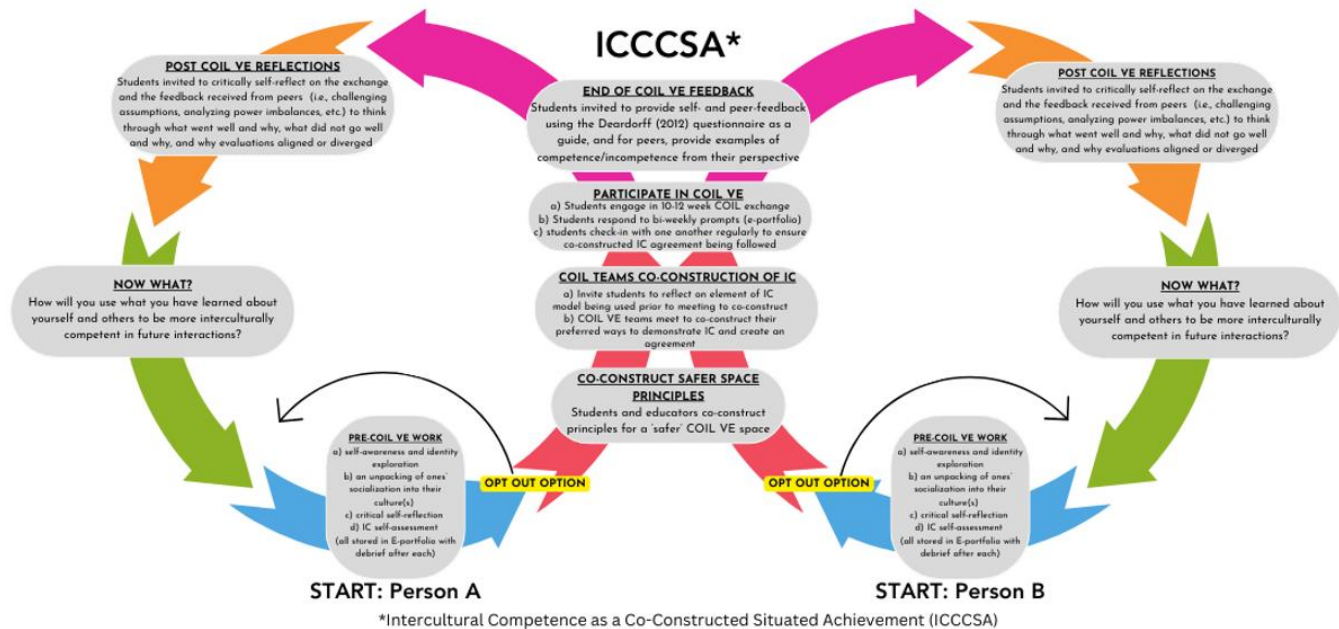 ICCCSA*
POST COIL VE REFLECTIONS
Students invited to critically self-reflect on the exchange
and the feedback received from peers (i.e., challenging
assumptions, analyzing power imbalances, etc.) to think
through what went well and why, what did not go well
and why, and why evaluations aligned or diverged
END OF COIL VE FEEDBACK
Students invited to provide self- and peer-feedback
using the Deardorff (2012) questionnaire as a
guide, and for peers, provide examples of
competence/incompetence from their perspective
POST COIL VE REFLECTIONS
Students invited to critically self-reflect on the exchange
and the feedback received from peers (i.e., challenging
assumptions, analyzing power imbalances, etc.) to think
through what went well and why, what did not go well
and why, and why evaluations aligned or diverged
PARTICIPATE IN COIL VE
a) Students engage in 10-12 week COIL exchange
b) Students respond to bi-weekly prompts (e-portfolio)
c) students check-in with one another regularly to ensure
co-constructed IC agreement being followed
NOW WHAT?
How will you use what you have learned about
yourself and others to be more interculturally
competent in future interactions?
COIL TEAMS CO-CONSTRUCTION OF IC
a) Invite students to reflect on element of IC
model being used prior to meeting to co-construct
b) COIL VE teams meet to co-construct their
preferred ways to demonstrate IC and create an
agreement
NOW WHAT?
How will you use what you have learned about
yourself and others to be more interculturally
competent in future interactions?
CO-CONSTRUCT SAFER SPACE
PRINCIPLES
Students and educators co-construct
principles for a 'safer' COIL VE space
PRE-COIL VE WORK
a) self-awareness and identity
exploration
b) an unpacking of ones'
socialization into their
culture(s)
c) critical self-reflection
d) IC self-assessment
(all stored in E-portfolio with
debrief after each)
OPT OUT OPTION
OPT OUT OPTION
PRE-COIL VE WORK
a) self-awareness and identity
exploration
b) an unpacking of ones'
socialization into their
culture(s)
c) critical self-reflection
d) IC self-assessment
(all stored in E-portfolio with
debrief after each)
START: Person A
START: Person B
*Intercultural Competence as a Co-Constructed Situated Achievement (ICCCSA)